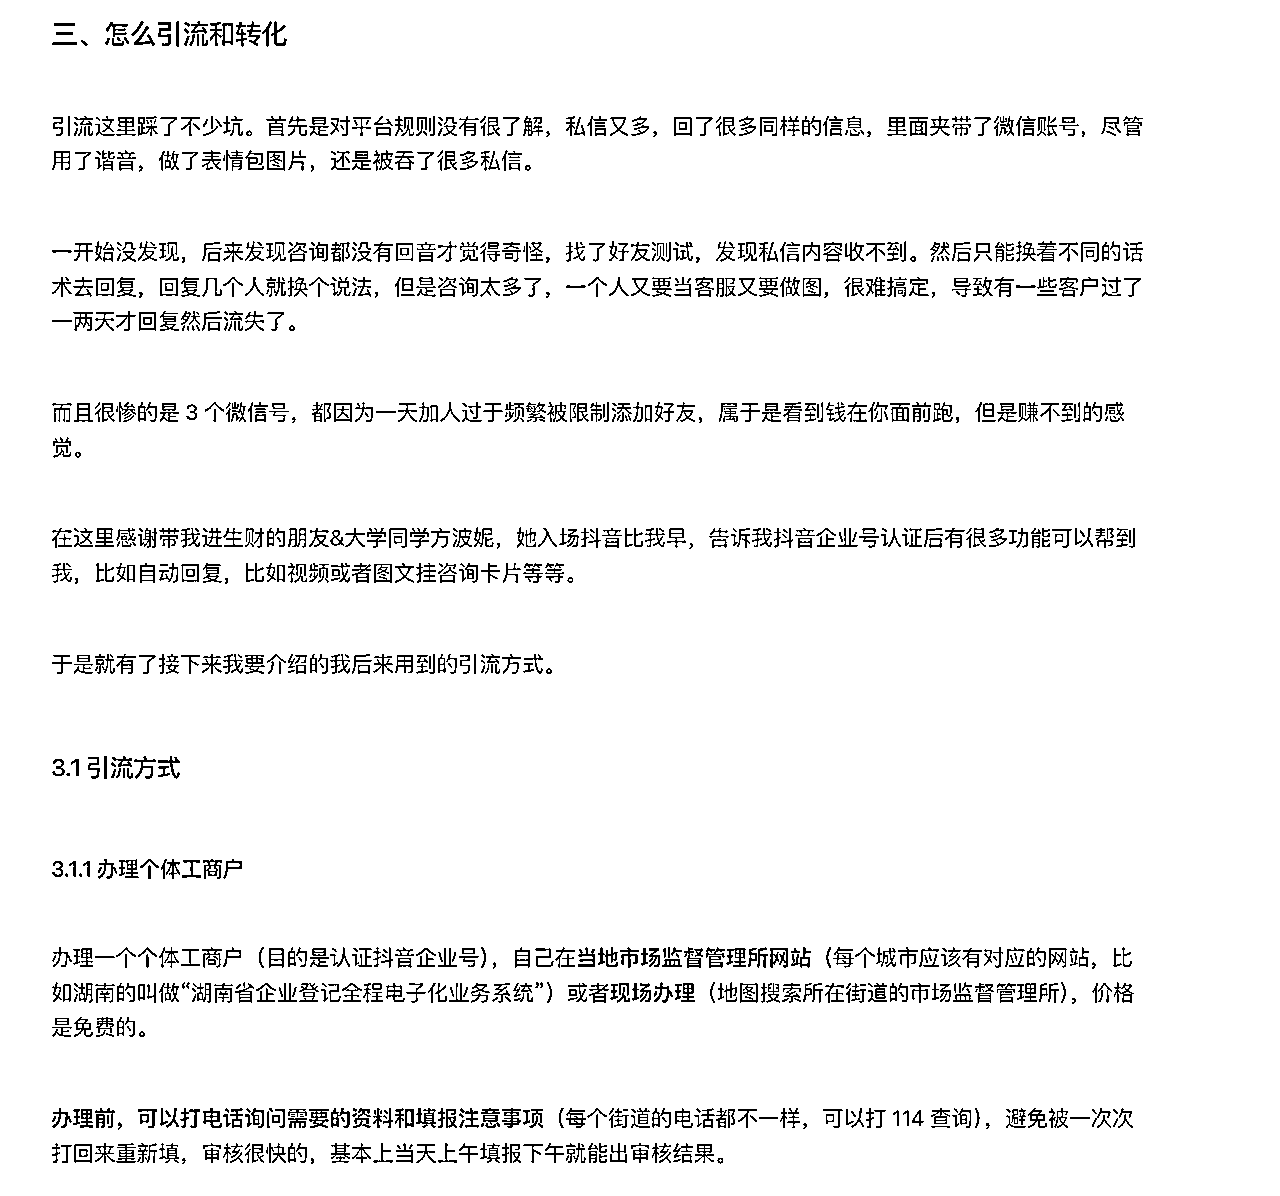 三、怎么引流和转化
引流这里踩了不少坑。首先是对平台规则没有很了解，私信又多，回了很多同样的信息，里面夹带了微信账号，尽管
用了谐音，做了表情包图片，还是被吞了很多私信。
一开始没发现，后来发现咨询都没有回音才觉得奇怪，找了好友测试，发现私信内容收不到。然后只能换着不同的话
术去回复，回复几个人就换个说法，但是咨询太多了，一个人又要当客服又要做图，很难搞定，导致有一些客户过了
一两天才回复然后流失了。
而且很惨的是 3 个微信号，都因为一天加人过于频繁被限制添加好友，属于是看到钱在你面前跑，但是赚不到的感
觉。
在这里感谢带我进生财的朋友&大学同学方波妮，她入场抖音比我早，告诉我抖音企业号认证后有很多功能可以帮到
我，比如自动回复，比如视频或者图文挂咨询卡片等等。
于是就有了接下来我要介绍的我后来用到的引流方式。
3.1 引流方式
3.1.1 办理个体工商户
办理一个个体工商户（目的是认证抖音企业号），自己在当地市场监督管理所网站（每个城市应该有对应的网站，比
如湖南的叫做“湖南省企业登记全程电子化业务系统”）或者现场办理（地图搜索所在街道的市场监督管理所），价格
是免费的。
办理前，可以打电话询问需要的资料和填报注意事项（每个街道的电话都不一样，可以打 114 查询），避免被一次次
打回来重新填，审核很快的，基本上当天上午填报下午就能出审核结果。